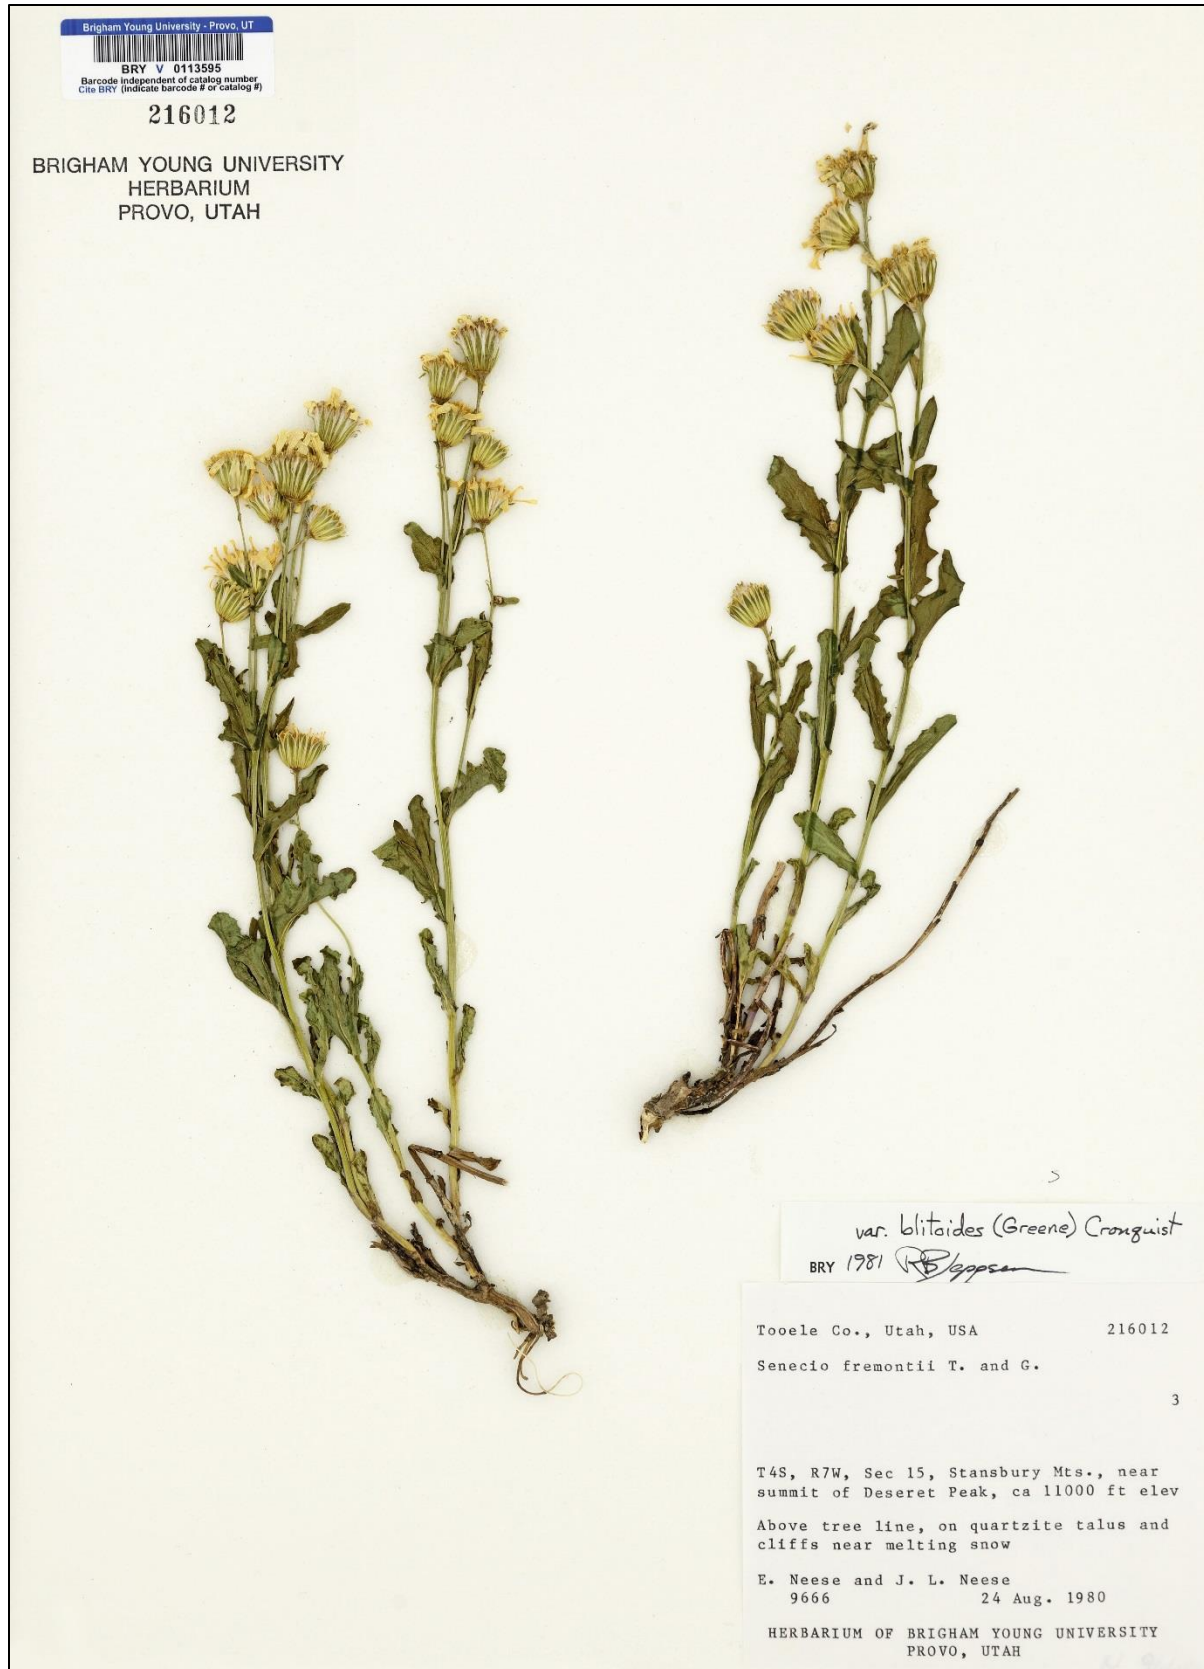 Brigham Young University - Provo, UT
BRY V 0113595
Barcode independent of catalog number
Cite BRY (indicate barcode # or catalog #)
216012
BRIGHAM YOUNG UNIVERSITY
HERBARIUM
PROVO, UTAH
var. blitoides (Greene) Cronquist
BRY 1981 RBJeppsen
Tooele Co., Utah, USA 216012
Senecio fremontii T. and G.
3
T4S, R7W, Sec 15, Stansbury Mts., near
summit of Deseret Peak, ca 11000 ft elev
Above tree line, on quartzite talus and
cliffs near melting snow
E. Neese and J. L. Neese
9666 24 Aug. 1980
HERBARIUM OF BRIGHAM YOUNG UNIVERSITY
PROVO, UTAH